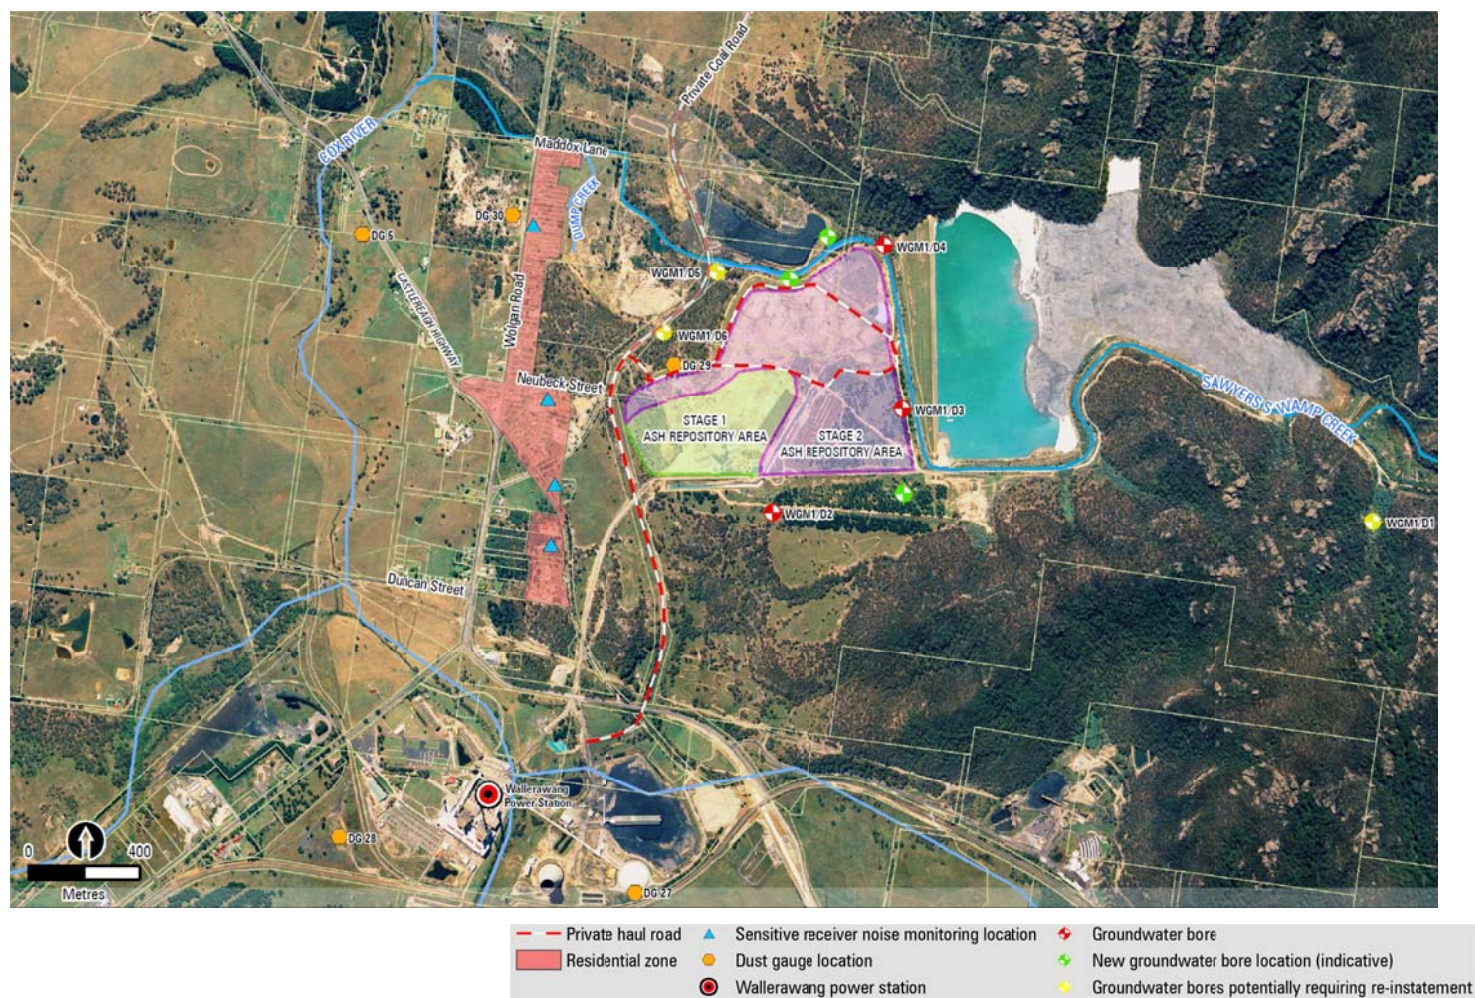 Private Coal Road
COX RIVER
Maddox Lane
DUMP CREEK
DG 30
DG 5
WGM1/D4
WGM1/D5
CASTLEREAGH HIGHWAY
Wolgan Road
WGM1/D6
DG 29
Neubeck Street
SAWYERS SWAMP CREEK
WGM1/D3
STAGE 1
ASH REPOSITORY AREA
STAGE 2
ASH REPOSITORY AREA
WGM1/D2
WGM1/D1
Duncan Street
Wallerawang
Power Station
DG 28
0 400
Metres
DG 27
Private haul road
Residential zone
Sensitive receiver noise monitoring location
Dust gauge location
Wallerawang power station
Groundwater bore
New groundwater bore location (indicative)
Groundwater bores potentially requiring re-instatement